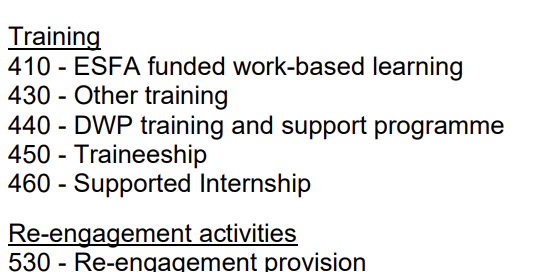 Training
410 - ESFA funded work-based learning
430 - Other training
440 - DWP training and support programme
450 - Traineeship
460 - Supported Internship
Re-engagement activities
530 - Re-engagement provision